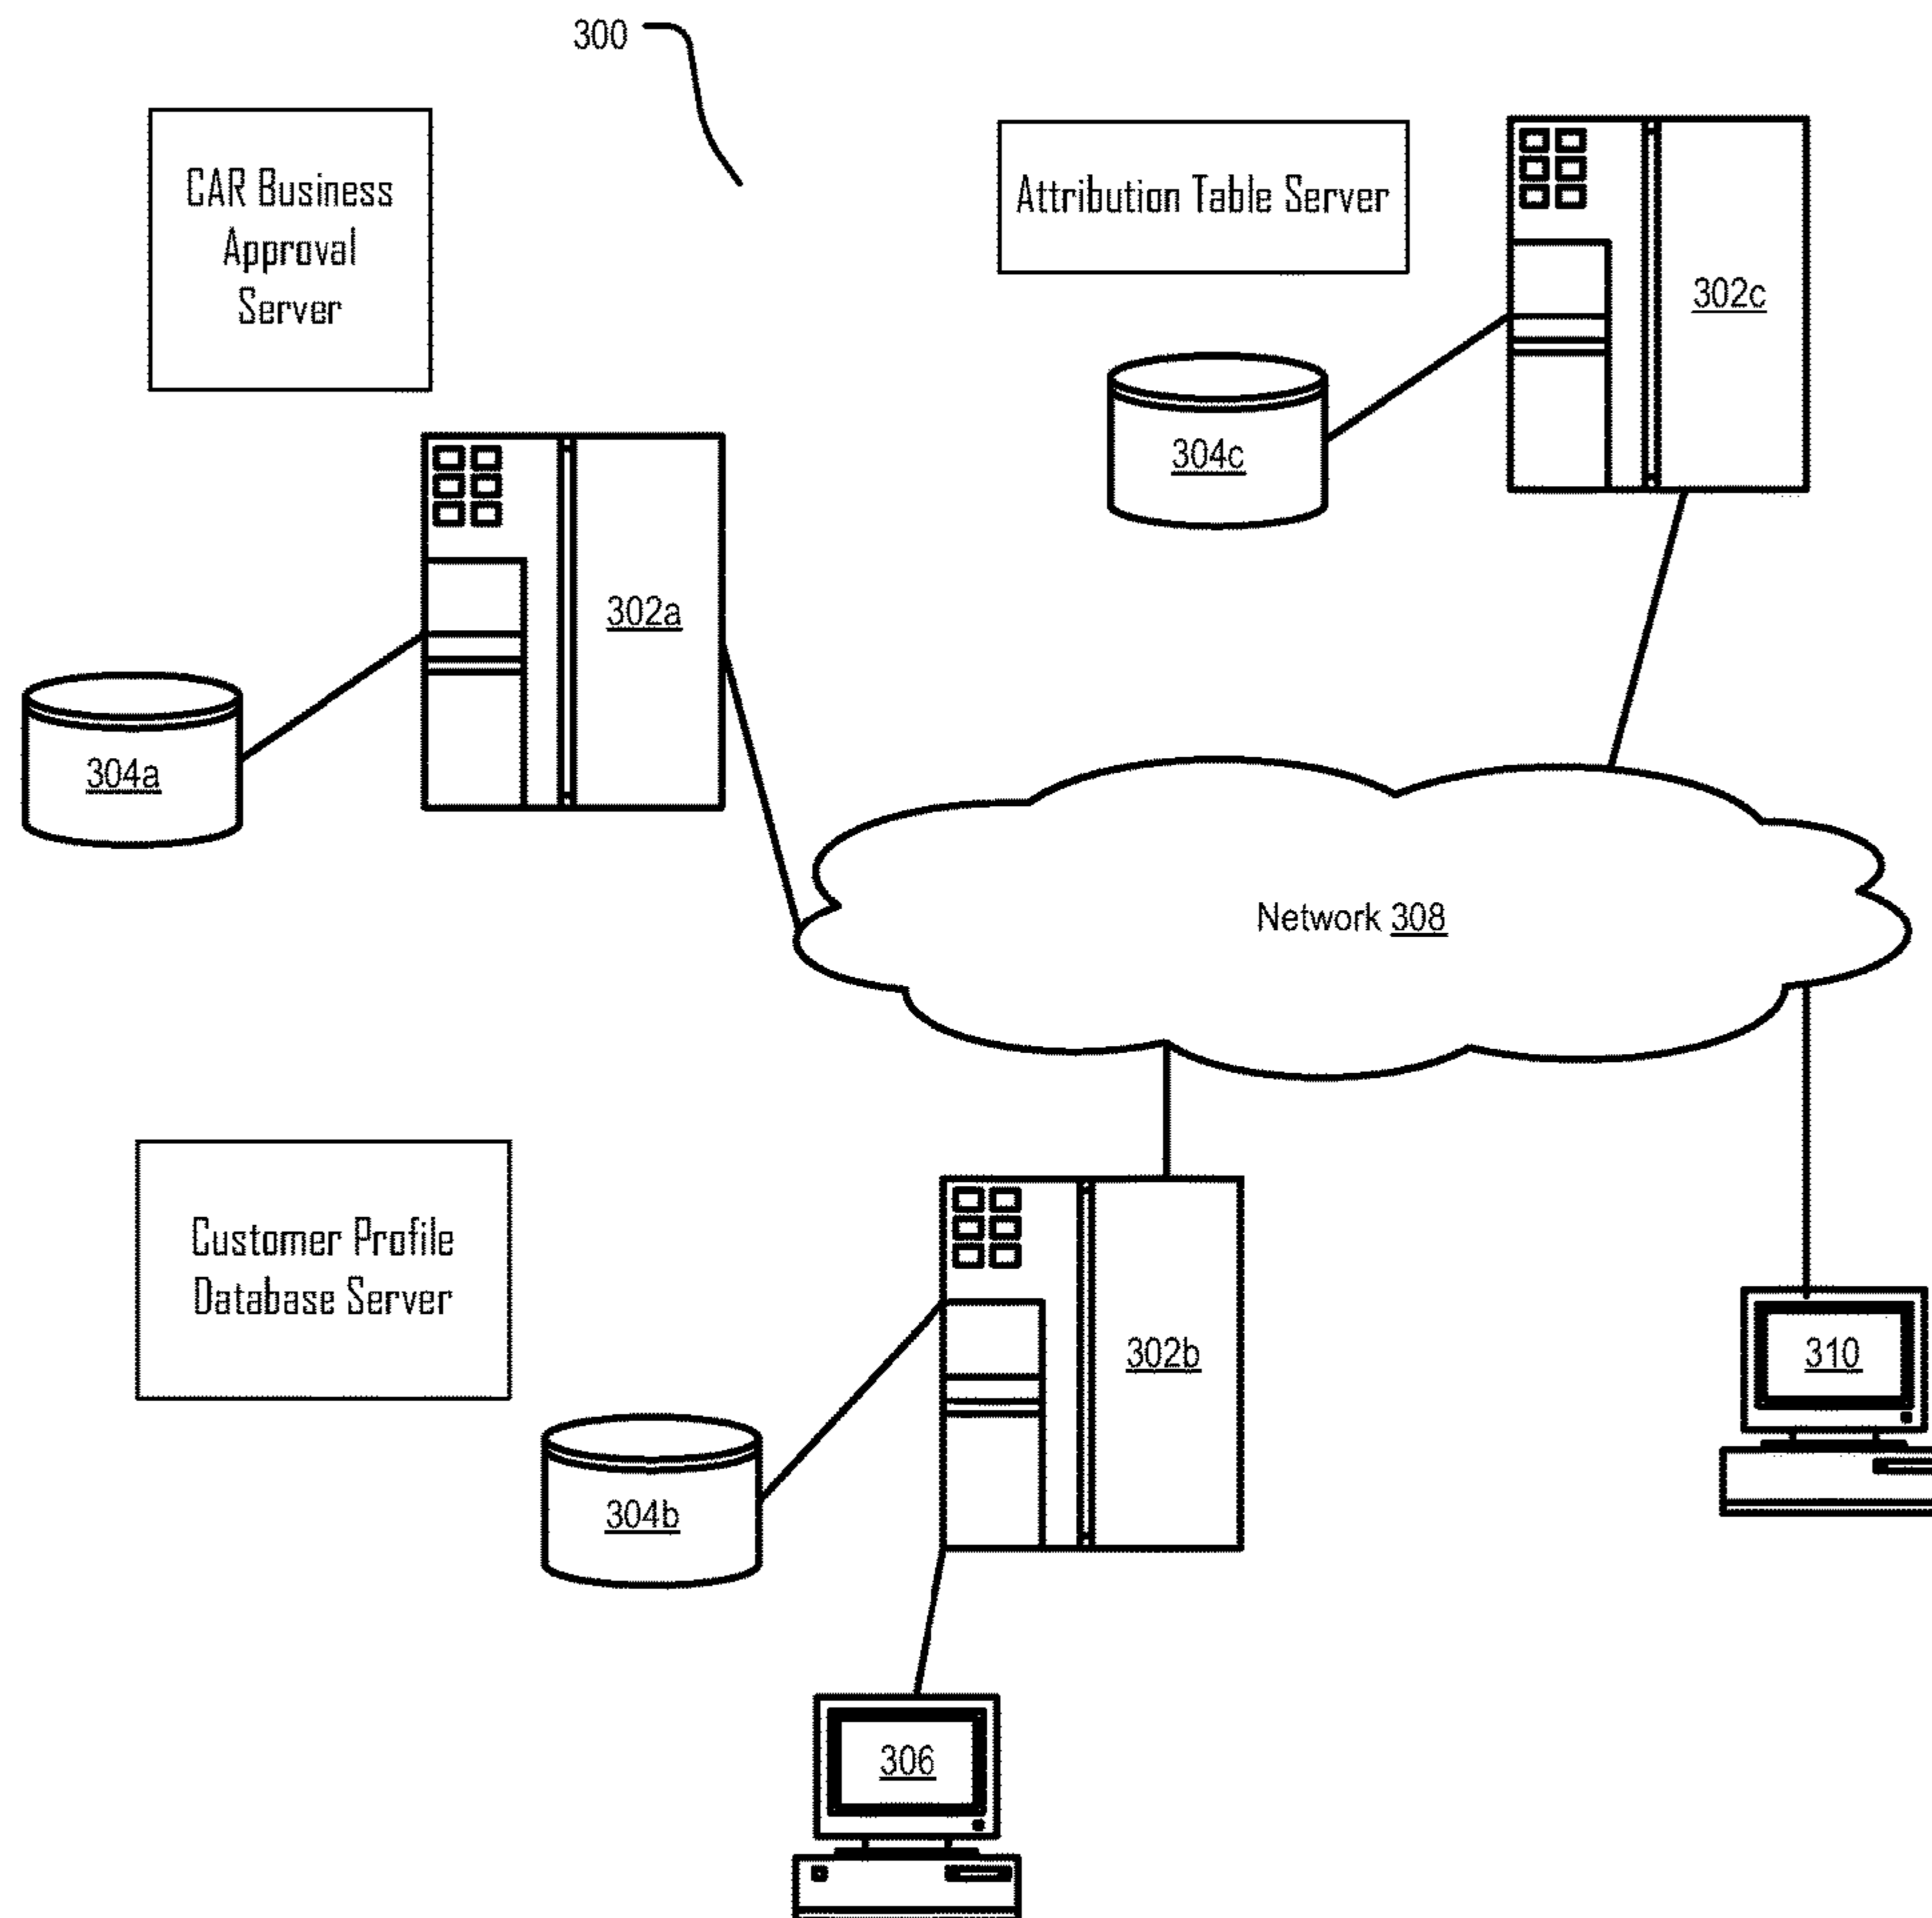 300
CAR Business
Approval
Server
Attribution Table Server
302c
304c
302a
304a
Network 308
Customer Profile
Database Server
302b
310
304b
306